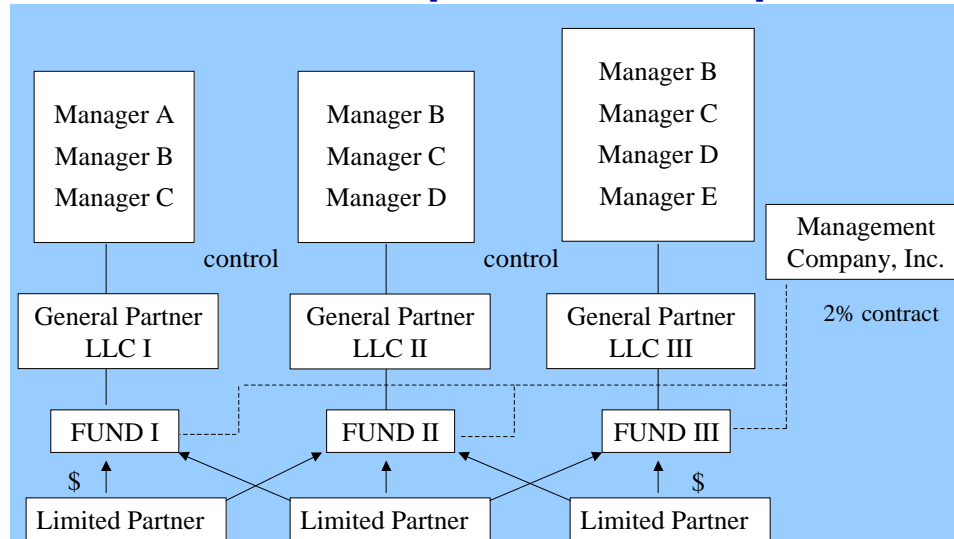 Manager A
Manager B
Manager C
Manager B
Manager C
Manager D
Manager B
Manager C
Manager D
Manager E
Management
Company, Inc.
control
control
2% contract
General Partner
LLC I
General Partner
LLC II
General Partner
LLC III
FUND I
FUND II
FUND III
$
$
Limited Partner
Limited Partner
Limited Partner